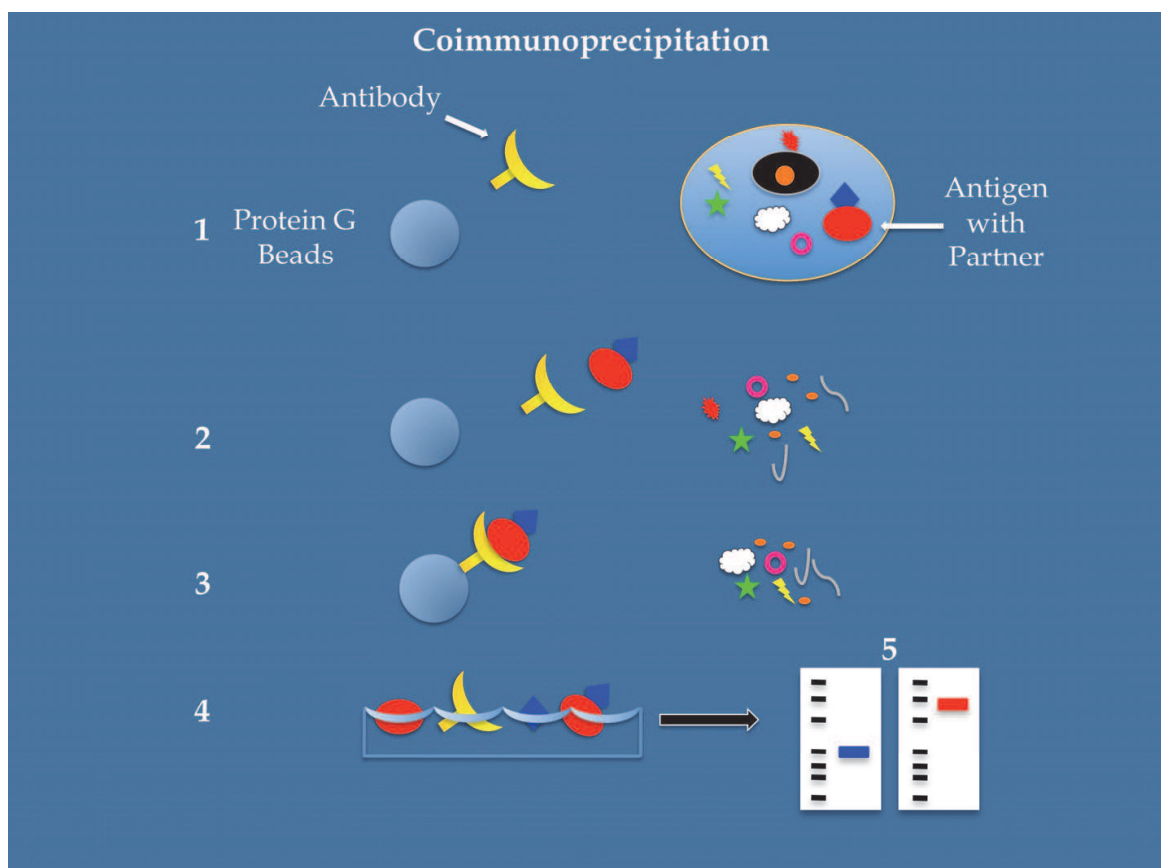 Coimmunoprecipitation
Antibody
1
Protein G
Beads
Antigen
with
Partner
2
3
4
5